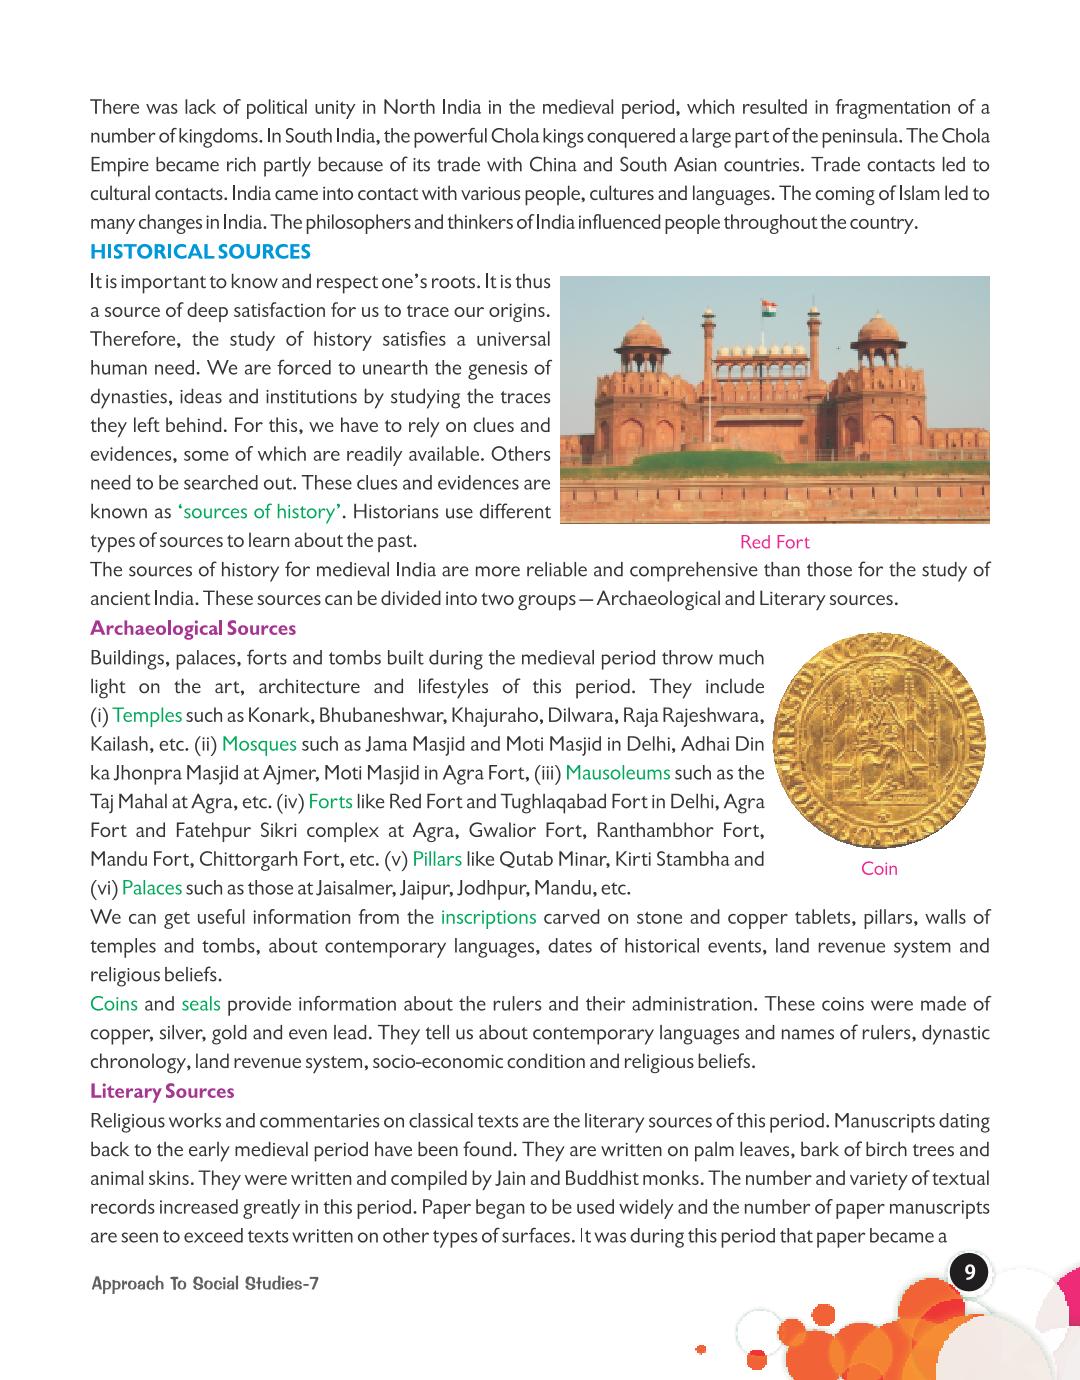 There was lack of political unity in North India in the medieval period, which resulted in fragmentation of a
number of kingdoms. In South India, the powerful Chola kings conquered a large part of the peninsula. The Chola
Empire became rich partly because of its trade with China and South Asian countries. Trade contacts led to
cultural contacts. India came into contact with various people, cultures and languages. The coming of Islam led to
many changes in India. The philosophers and thinkers of India influenced people throughout the country.
HISTORICAL SOURCES
It is important to know and respect one's roots. It is thus
a source of deep satisfaction for us to trace our origins.
Therefore, the study of history satisfies a universal
human need. We are forced to unearth the genesis of
dynasties, ideas and institutions by studying the traces
they left behind. For this, we have to rely on clues and
evidences, some of which are readily available. Others
need to be searched out. These clues and evidences are
known as ‘sources of history’. Historians use different
types of sources to learn about the past.
Red Fort
The sources of history for medieval India are more reliable and comprehensive than those for the study of
ancient India. These sources can be divided into two groups — Archaeological and Literary sources.
Archaeological Sources
Buildings, palaces, forts and tombs built during the medieval period throw much
light on the art, architecture and lifestyles of this period. They include
(i) Temples such as Konark, Bhubaneshwar, Khajuraho, Dilwara, Raja Rajeshwara,
Kailash, etc. (ii) Mosques such as Jama Masjid and Moti Masjid in Delhi, Adhai Din
ka Jhonpra Masjid at Ajmer, Moti Masjid in Agra Fort, (iii) Mausoleums such as the
Taj Mahal at Agra, etc. (iv) Forts like Red Fort and Tughlaqabad Fort in Delhi, Agra
Fort and Fatehpur Sikri complex at Agra, Gwalior Fort, Ranthambhor Fort,
Mandu Fort, Chittorgarh Fort, etc. (v) Pillars like Qutab Minar, Kirti Stambha and
(vi) Palaces such as those at Jaisalmer, Jaipur, Jodhpur, Mandu, etc.
Coin
We can get useful information from the inscriptions carved on stone and copper tablets, pillars, walls of
temples and tombs, about contemporary languages, dates of historical events, land revenue system and
religious beliefs.
Coins and seals provide information about the rulers and their administration. These coins were made of
copper, silver, gold and even lead. They tell us about contemporary languages and names of rulers, dynastic
chronology, land revenue system, socio-economic condition and religious beliefs.
Literary Sources
Religious works and commentaries on classical texts are the literary sources of this period. Manuscripts dating
back to the early medieval period have been found. They are written on palm leaves, bark of birch trees and
animal skins. They were written and compiled by Jain and Buddhist monks. The number and variety of textual
records increased greatly in this period. Paper began to be used widely and the number of paper manuscripts
are seen to exceed texts written on other types of surfaces. It was during this period that paper became a
Approach To Social Studies-7
9